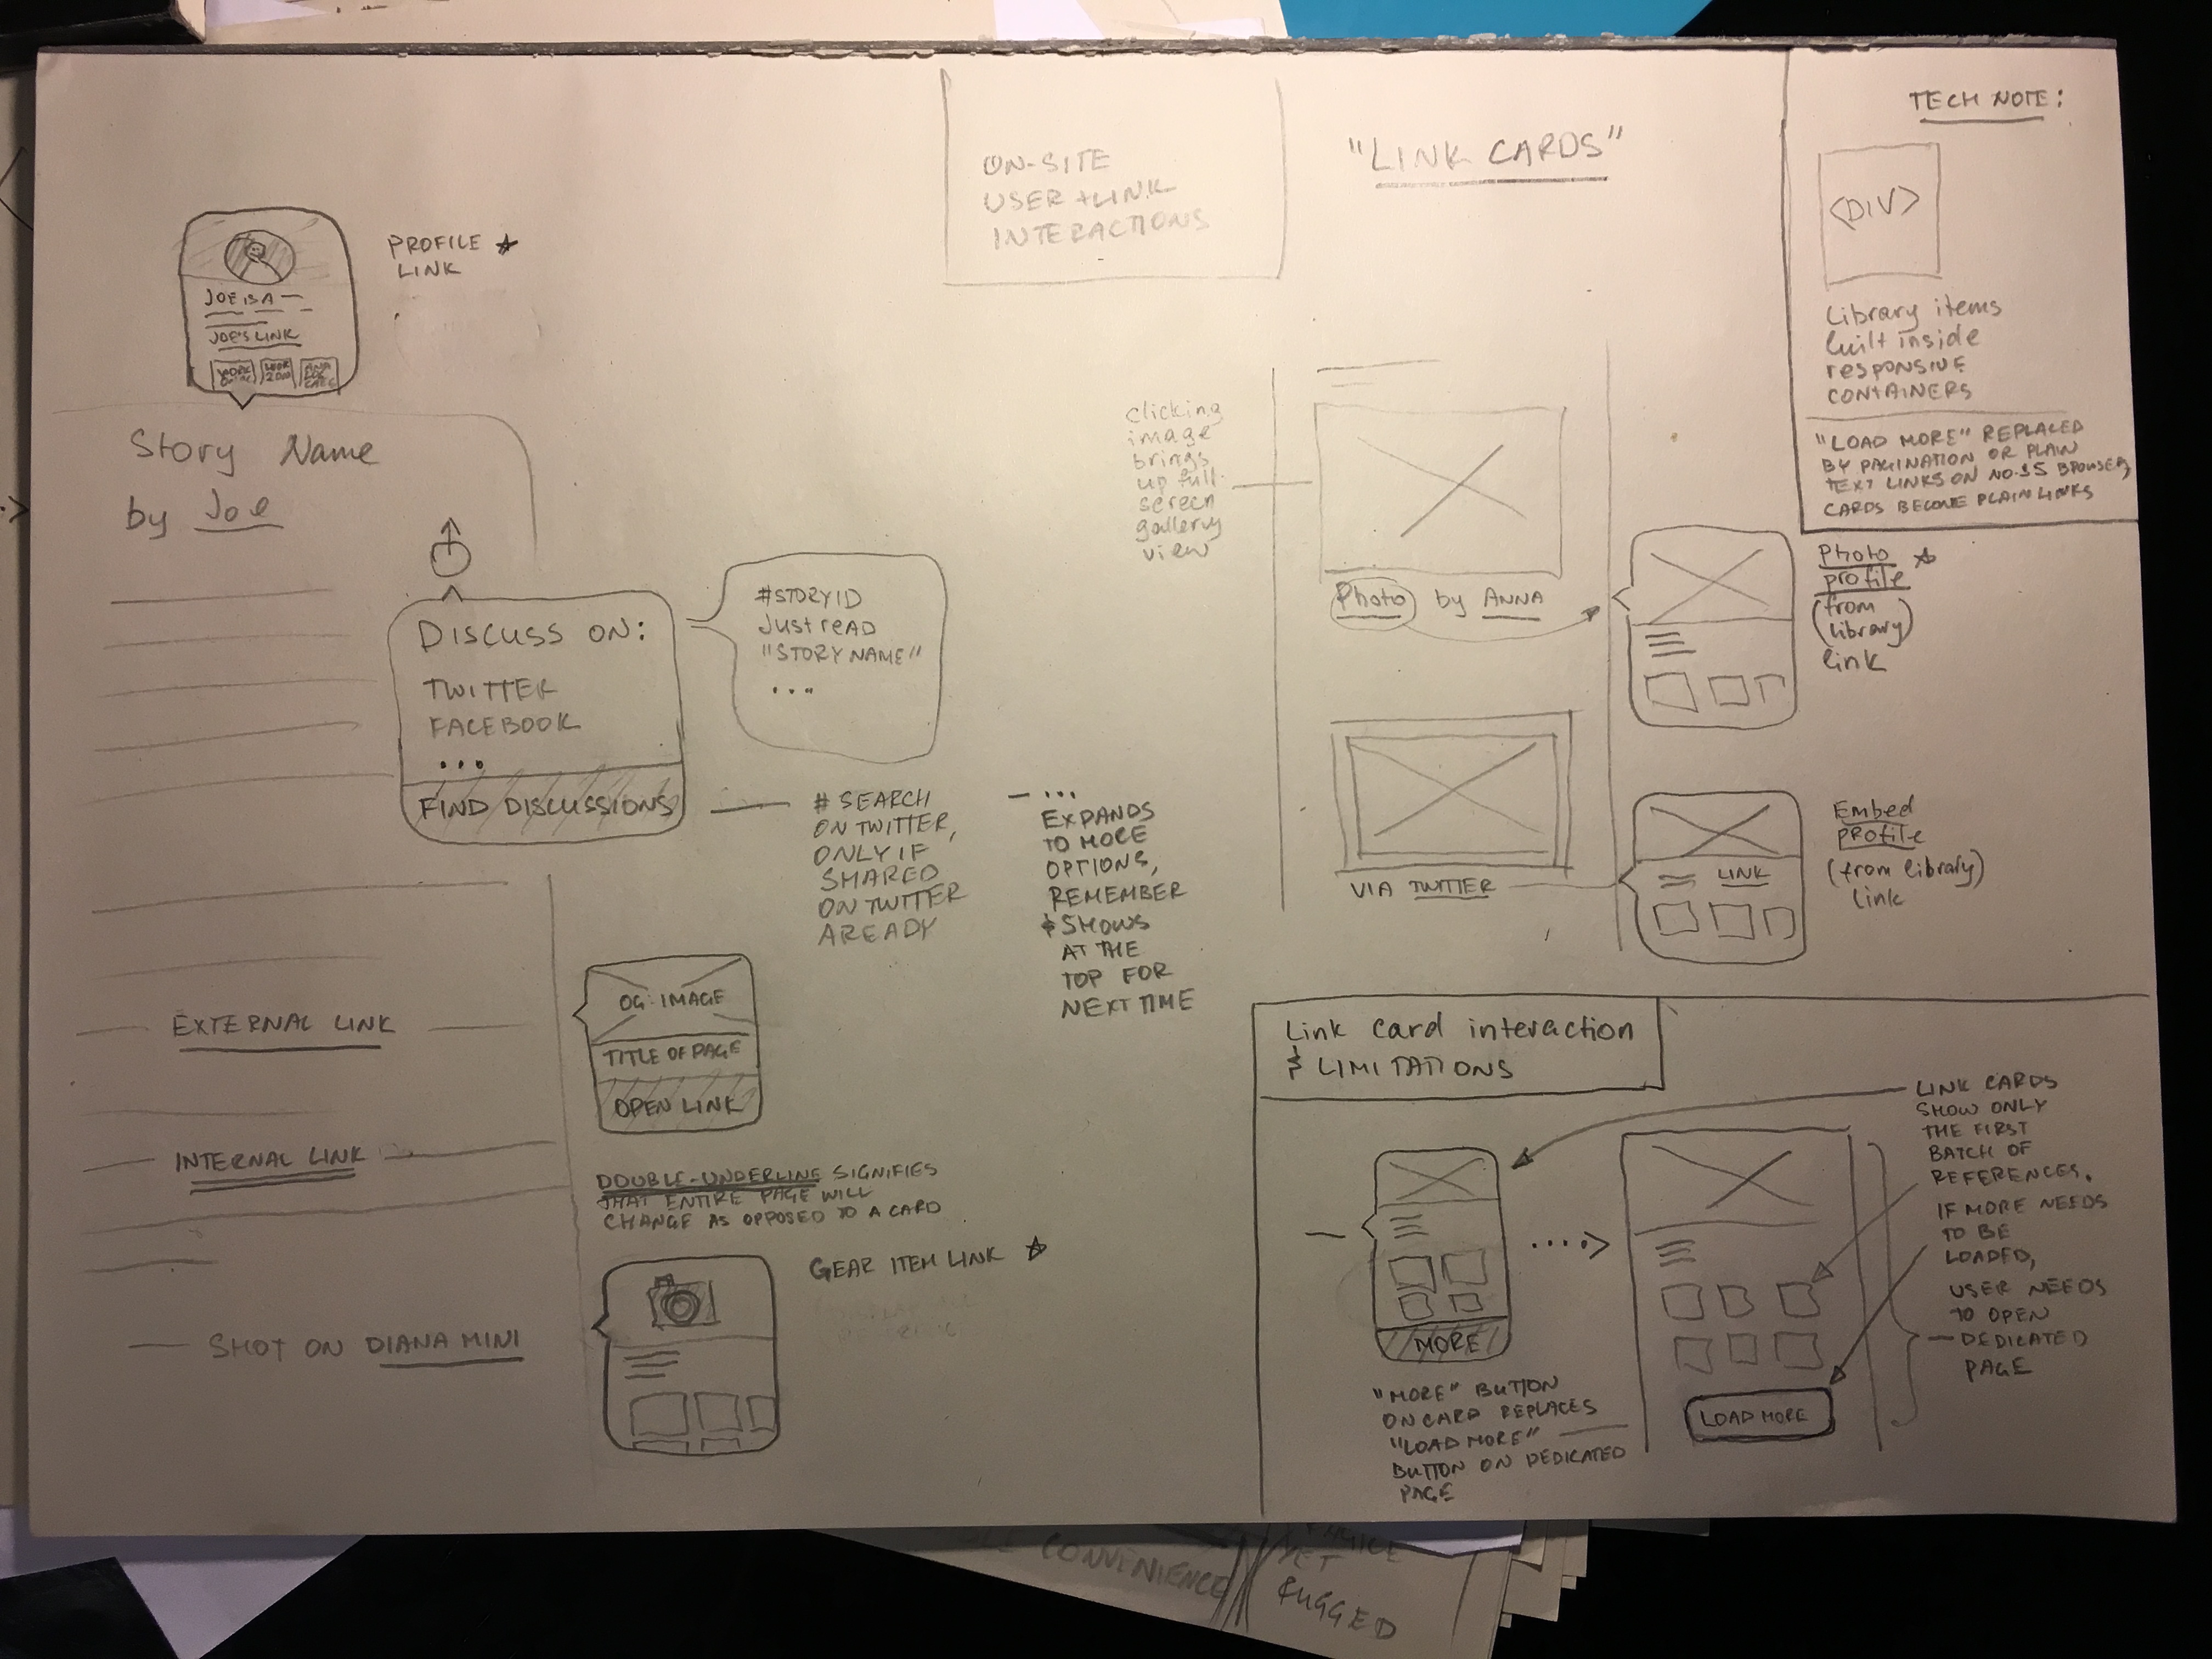 ON-SITE
USER + LINK
INTERACTIONS
"LINK CARDS"
TECH NOTE:
<DIV>
Library items
built inside
responsive
CONTAINERS
"LOAD MORE" REPLACED
BY PAGINATION OR PLAIN
TEXT LINKS ON NO-JS BROWSER,
CARDS BECOME PLAIN LINKS
PROFILE
LINK
JOE IS A
JOE'S LINK
Story Name
by Joe
DISCUSS ON:
TWITTER
FACEBOOK
...
FIND DISCUSSIONS
#STORYID
Just READ
"STORY NAME"
...
# SEARCH
ON TWITTER,
ONLY IF
SHARED
ON TWITTER
AREADY
...
EXPANDS
TO MORE
OPTIONS,
REMEMBER
& SHOWS
AT THE
TOP FOR
NEXT TIME
EXTERNAL LINK
OG: IMAGE
TITLE OF PAGE
OPEN LINK
INTERNAL LINK
DOUBLE-UNDERLINE SIGNIFIES
THAT ENTIRE PAGE WILL
CHANGE AS OPPOSED TO A CARD
GEAR ITEM LINK
SHOT ON DIANA MINI
clicking
image
brings
up full
screen
gallery
view
Photo by ANNA
Photo
profile
(from
library)
link
VIA TWITTER
LINK
Embed
PROfile
(from library)
link
Link card interaction
& LIMITATIONS
LINK CARDS
SHOW ONLY
THE FIRST
BATCH OF
REFERENCES.
IF MORE NEEDS
TO BE
LOADED,
USER NEEDS
TO OPEN
DEDICATED
PAGE
MORE
LOAD MORE
"MORE" BUTTON
ON CARD REPLACES
"LOAD MORE"
BUTTON ON DEDICATED
PAGE
CONVENIENCE
YET
RUGGED